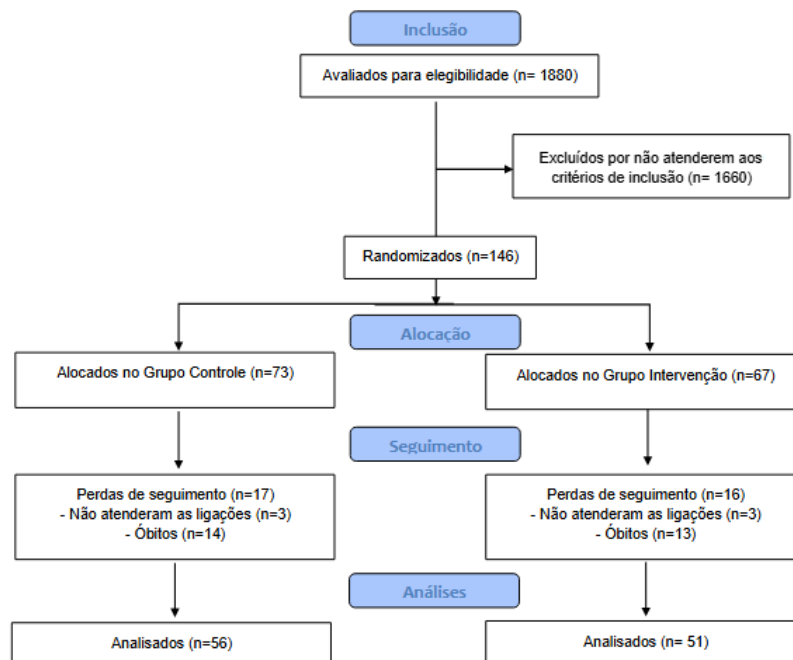 Inclusão
Avaliados para elegibilidade (n= 1880)
Excluídos por não atenderem aos
critérios de inclusão (n= 1660)
Randomizados (n=146)
Alocação
Alocados no Grupo Controle (n=73)
Alocados no Grupo Intervenção (n=67)
Seguimento
Perdas de seguimento (n=17)
- Não atenderam as ligações (n=3)
- Óbitos (n=14)
Perdas de seguimento (n=16)
- Não atenderam as ligações (n=3)
- Óbitos (n=13)
Análises
Analisados (n=56)
Analisados (n= 51)